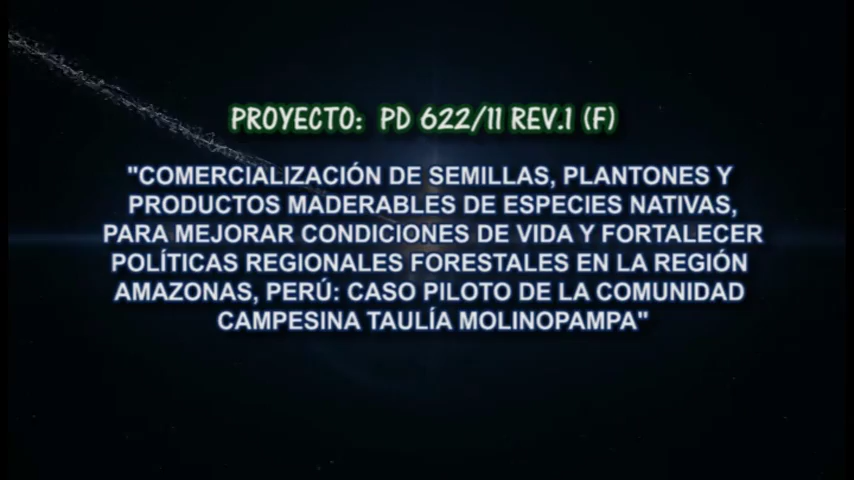 PROYECTO: PD 622/11 REV.1 (F)
"COMERCIALIZACIÓN DE SEMILLAS, PLANTONES Y
PRODUCTOS MADERABLES DE ESPECIES NATIVAS,
PARA MEJORAR CONDICIONES DE VIDA Y FORTALECER
POLÍTICAS REGIONALES FORESTALES EN LA REGIÓN
AMAZONAS, PERÚ: CASO PILOTO DE LA COMUNIDAD
CAMPESINA TAULÍA MOLINOPAMPA"